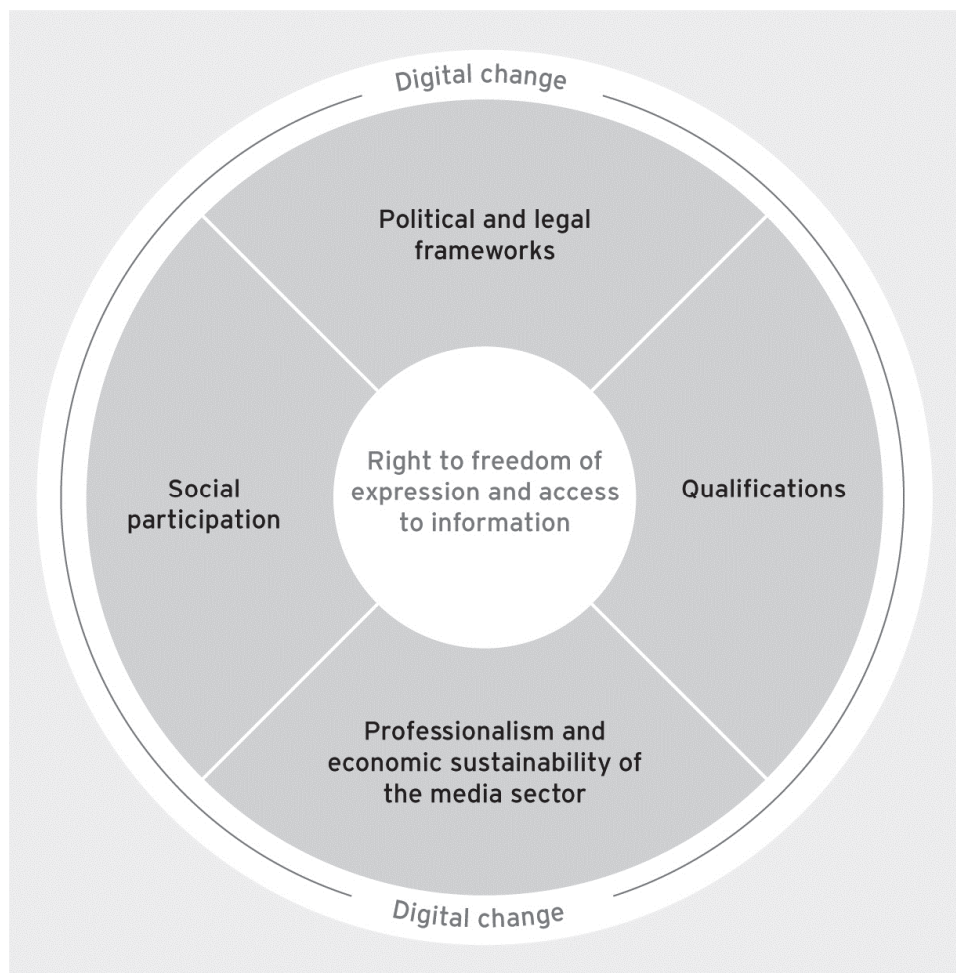 Digital change
Political and legal
frameworks
Right to freedom of
expression and access
to information
Social
participation
Qualifications
Professionalism and
economic sustainability of
the media sector
Digital change